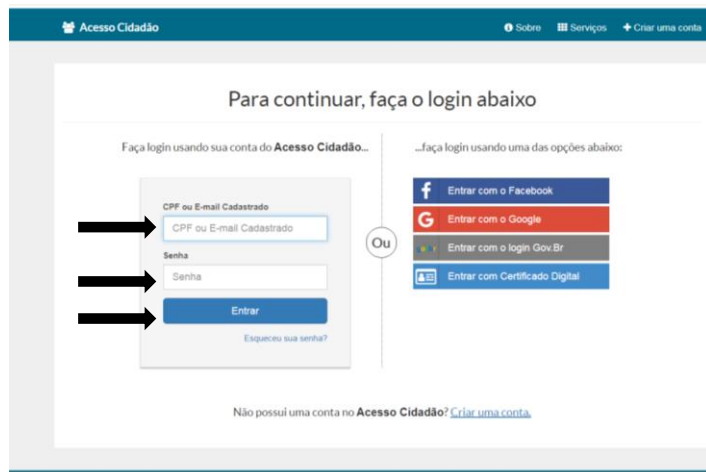 Acesso Cidadão
Sobre
Serviços
Criar uma conta
Para continuar, faça o login abaixo
Faça login usando sua conta do Acesso Cidadão...
...faça login usando uma das opções abaixo:
CPF ou E-mail Cadastrado
CPF ou E-mail Cadastrado
Senha
Senha
Entrar
Esqueceu sua senha?
Ou
Entrar com o Facebook
Entrar com o Google
Entrar com o login Gov.Br
Entrar com Certificado Digital
Não possui uma conta no Acesso Cidadão? Criar uma conta.